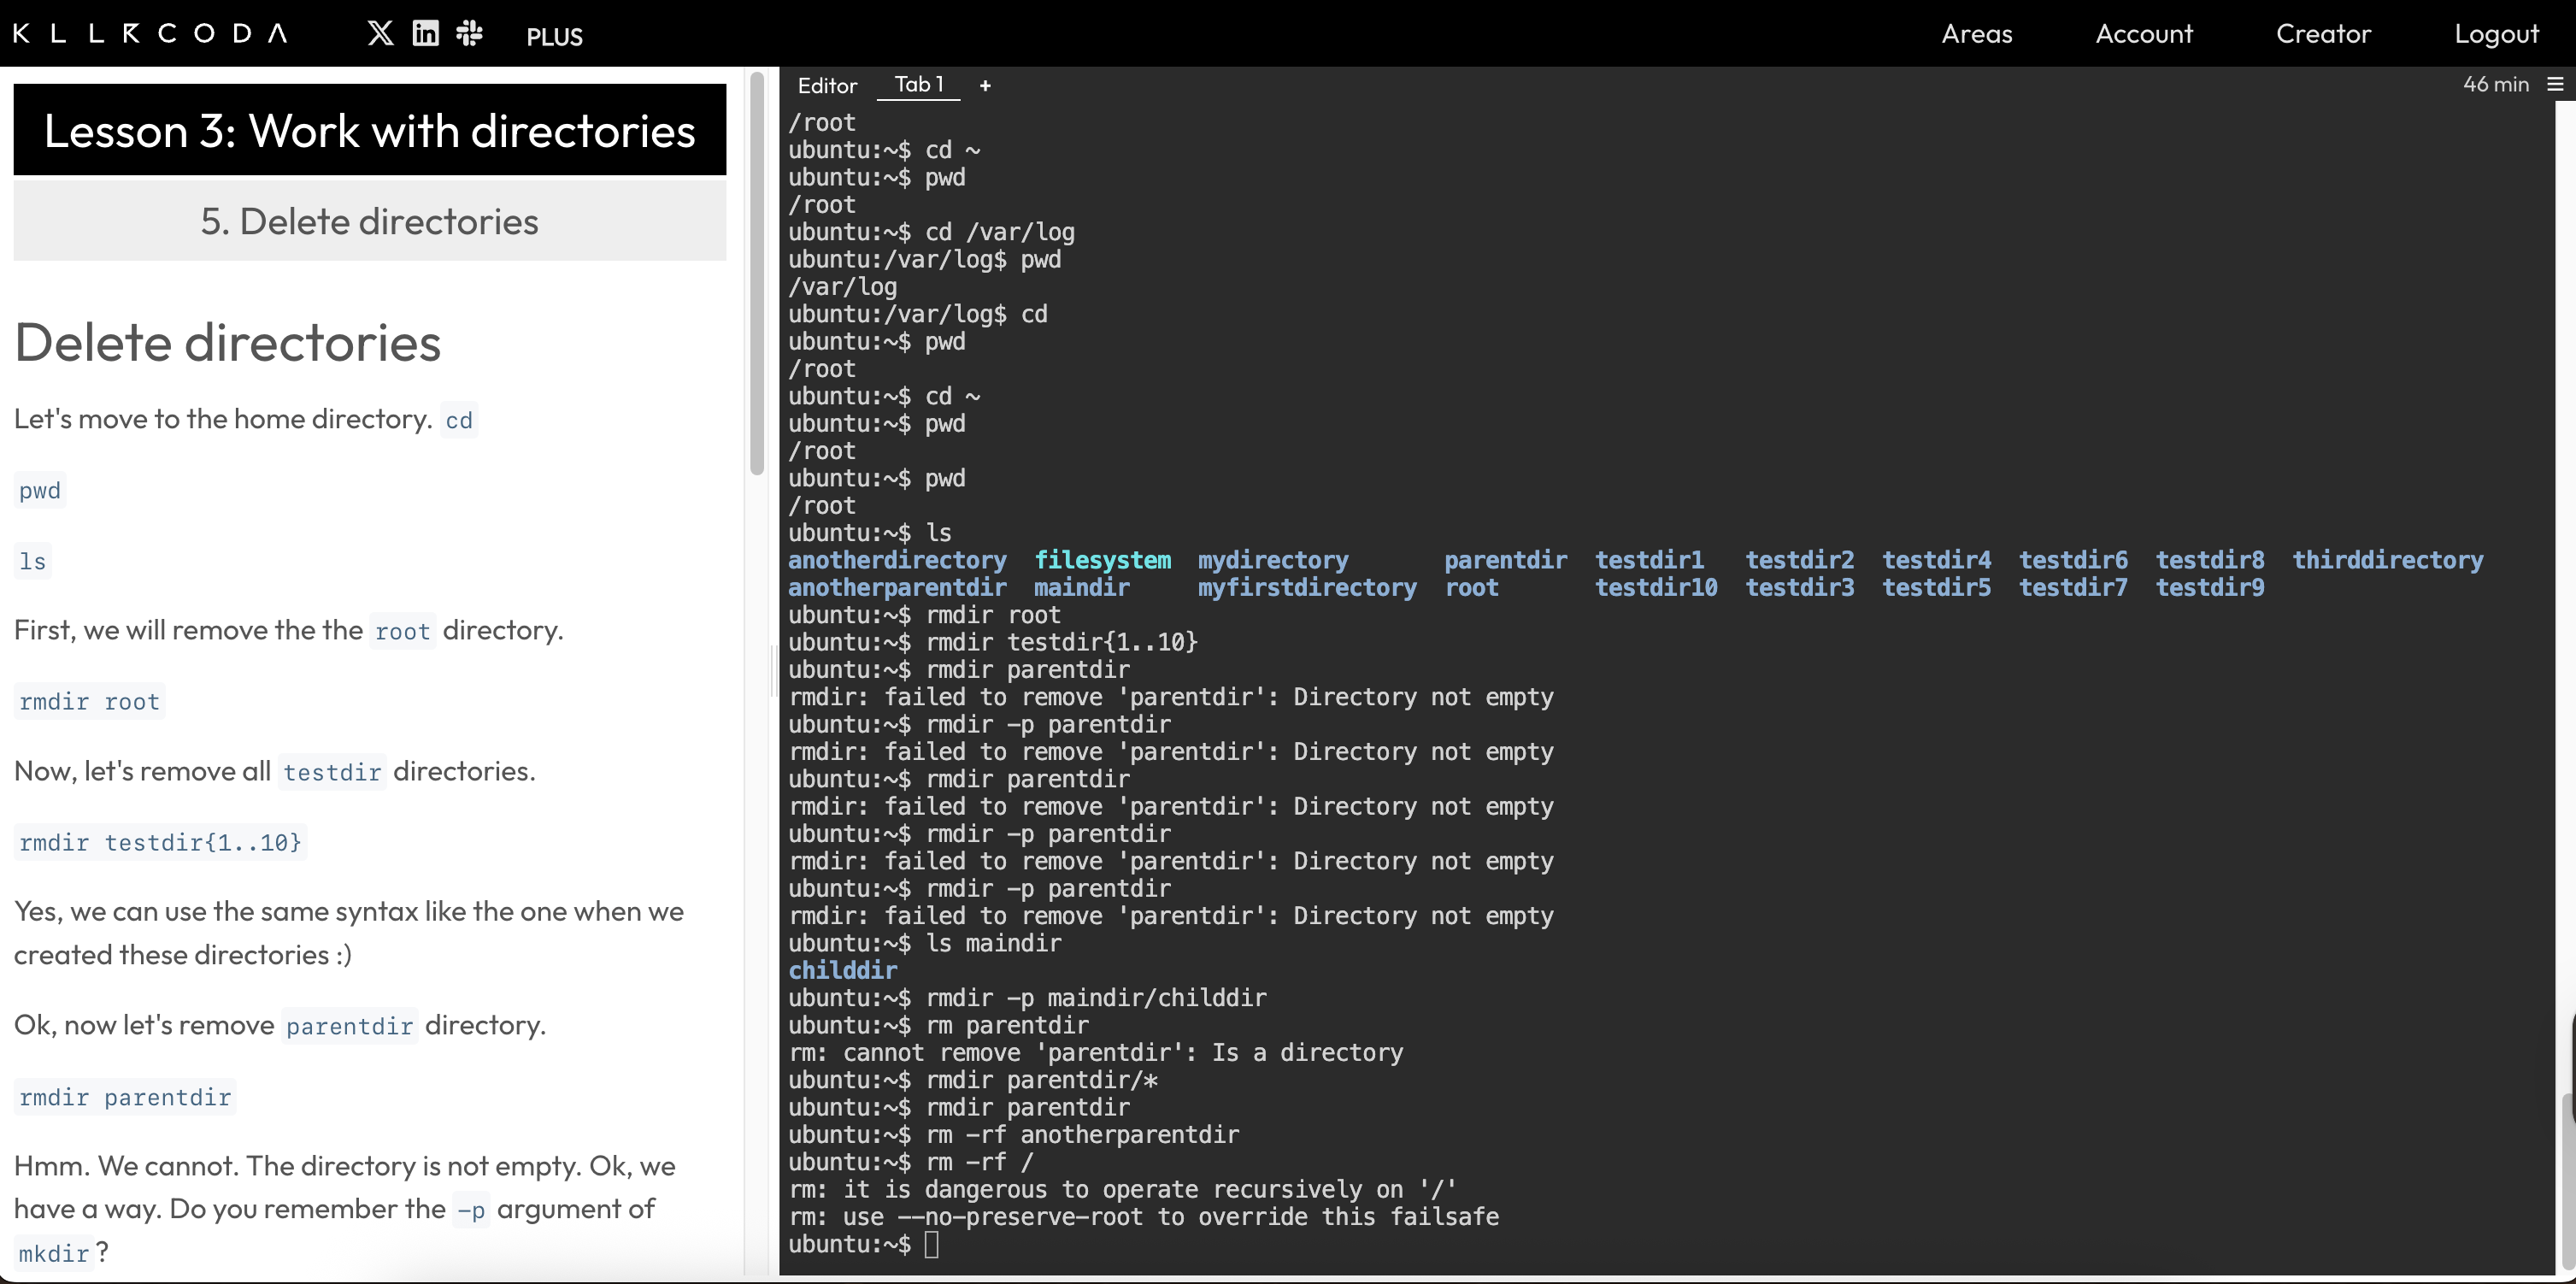 KLLRCODA PLUS Areas Account Creator Logout
Lesson 3: Work with directories
5. Delete directories
Delete directories
Let's move to the home directory. cd
pwd
ls
First, we will remove the the root directory.
rmdir root
Now, let's remove all testdir directories.
rmdir testdir{1..10}
Yes, we can use the same syntax like the one when we
created these directories :)
Ok, now let's remove parentdir directory.
rmdir parentdir
Hmm. We cannot. The directory is not empty. Ok, we
have a way. Do you remember the -p argument of
mkdir?
Editor Tab 1 + 46 min
/root
ubuntu:~$ cd ~
ubuntu:~$ pwd
/root
ubuntu:~$ cd /var/log
ubuntu:/var/log$ pwd
/var/log
ubuntu:/var/log$ cd
ubuntu:~$ pwd
/root
ubuntu:~$ cd ~
ubuntu:~$ pwd
/root
ubuntu:~$ pwd
/root
ubuntu:~$ ls
anotherdirectory filesystem mydirectory parentdir testdir1 testdir2 testdir4 testdir6 testdir8 thirddirectory
anotherparentdir maindir myfirstdirectory root testdir10 testdir3 testdir5 testdir7 testdir9
ubuntu:~$ rmdir root
ubuntu:~$ rmdir testdir{1..10}
ubuntu:~$ rmdir parentdir
rmdir: failed to remove 'parentdir': Directory not empty
ubuntu:~$ rmdir -p parentdir
rmdir: failed to remove 'parentdir': Directory not empty
ubuntu:~$ rmdir parentdir
rmdir: failed to remove 'parentdir': Directory not empty
ubuntu:~$ rmdir -p parentdir
rmdir: failed to remove 'parentdir': Directory not empty
ubuntu:~$ rmdir -p parentdir
rmdir: failed to remove 'parentdir': Directory not empty
ubuntu:~$ ls maindir
childdir
ubuntu:~$ rmdir -p maindir/childdir
ubuntu:~$ rm parentdir
rm: cannot remove 'parentdir': Is a directory
ubuntu:~$ rmdir parentdir/*
ubuntu:~$ rmdir parentdir
ubuntu:~$ rm -rf anotherparentdir
ubuntu:~$ rm -rf /
rm: it is dangerous to operate recursively on '/'
rm: use --no-preserve-root to override this failsafe
ubuntu:~$